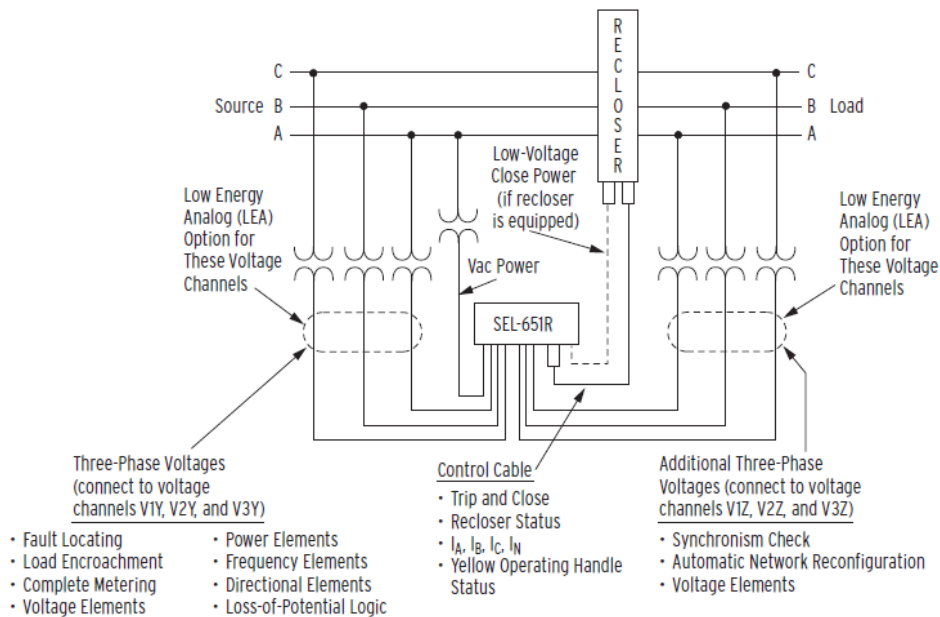 RECLOSER
C
Source B
A
C
B Load
A
Low-Voltage
Close Power
(if recloser
is equipped)
Low Energy
Analog (LEA)
Option for
These Voltage
Channels
Low Energy
Analog (LEA)
Option for
These Voltage
Channels
Vac Power
SEL-651R
Three-Phase Voltages
(connect to voltage
channels V1Y, V2Y, and V3Y)
• Fault Locating
• Load Encroachment
• Complete Metering
• Voltage Elements
• Power Elements
• Frequency Elements
• Directional Elements
• Loss-of-Potential Logic
Control Cable
• Trip and Close
• Recloser Status
• IA, IB, IC, IN
• Yellow Operating Handle
Status
Additional Three-Phase
Voltages (connect to voltage
channels V1Z, V2Z, and V3Z)
• Synchronism Check
• Automatic Network Reconfiguration
• Voltage Elements